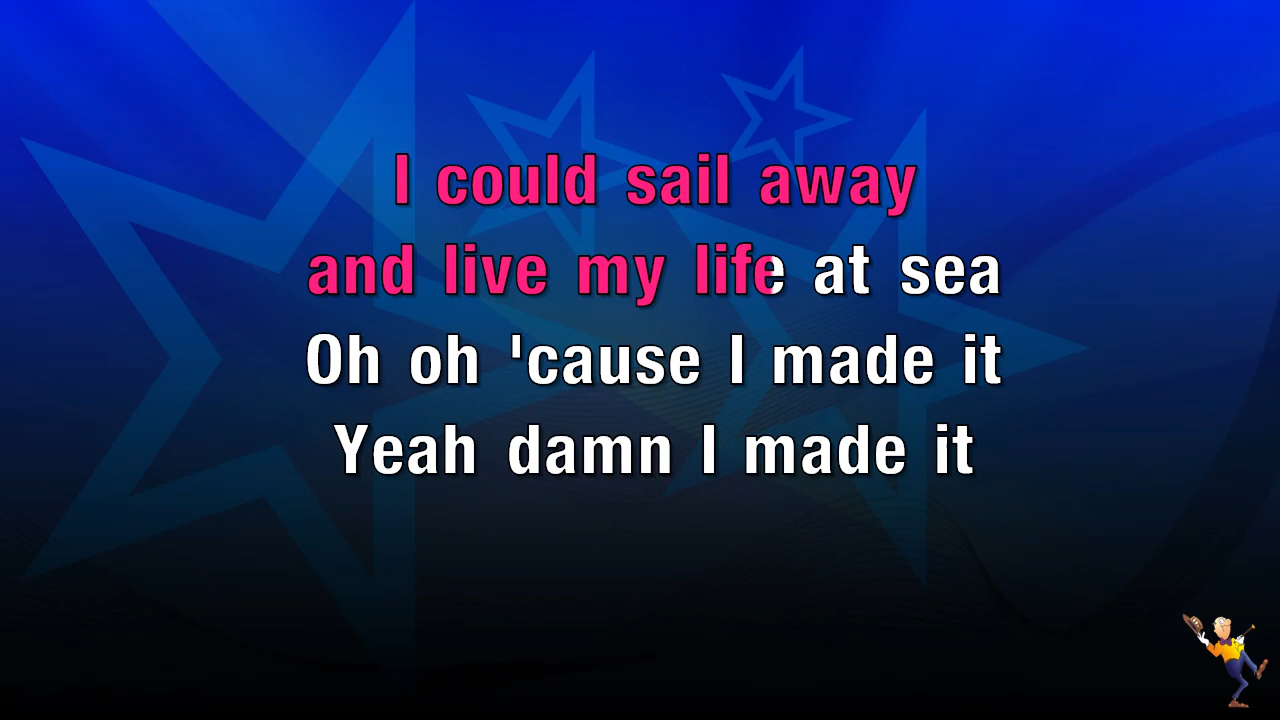 I could sail away
and live my life at sea
Oh oh 'cause I made it
Yeah damn I made it